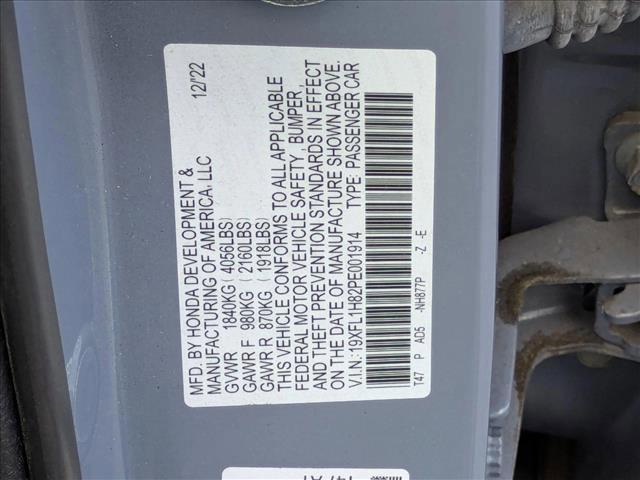 MFD. BY HONDA DEVELOPMENT & 12/'22
MANUFACTURING OF AMERICA, LLC
GVWR 1840KG (4056LBS)
GAWR F 980KG (2160LBS)
GAWR R 870KG (1918LBS)
THIS VEHICLE CONFORMS TO ALL APPLICABLE
FEDERAL MOTOR VEHICLE SAFETY, BUMPER,
AND THEFT PREVENTION STANDARDS IN EFFECT
ON THE DATE OF MANUFACTURE SHOWN ABOVE.
V.I.N: 19XFL1H82PE001914 TYPE: PASSENGER CAR
T47 P AD5 -NH877P -Z -E